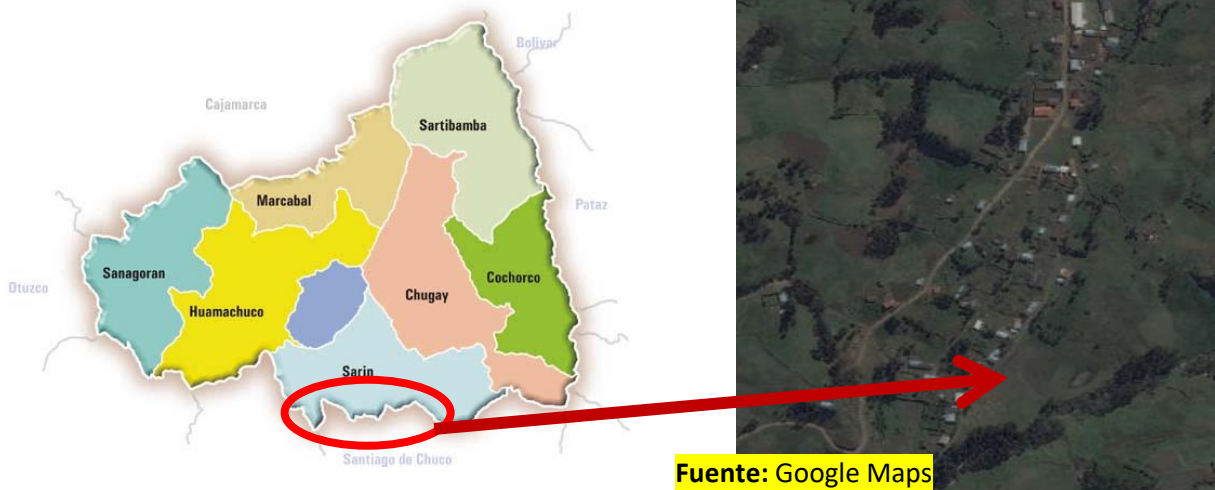 Bolivar
Cajamarca
Sartibamba
Marcabal
Pataz
Sanagoran
Cochorco
Otuzco
Chugay
Huamachuco
Sarin
Santiago de Chuco
Fuente: Google Maps